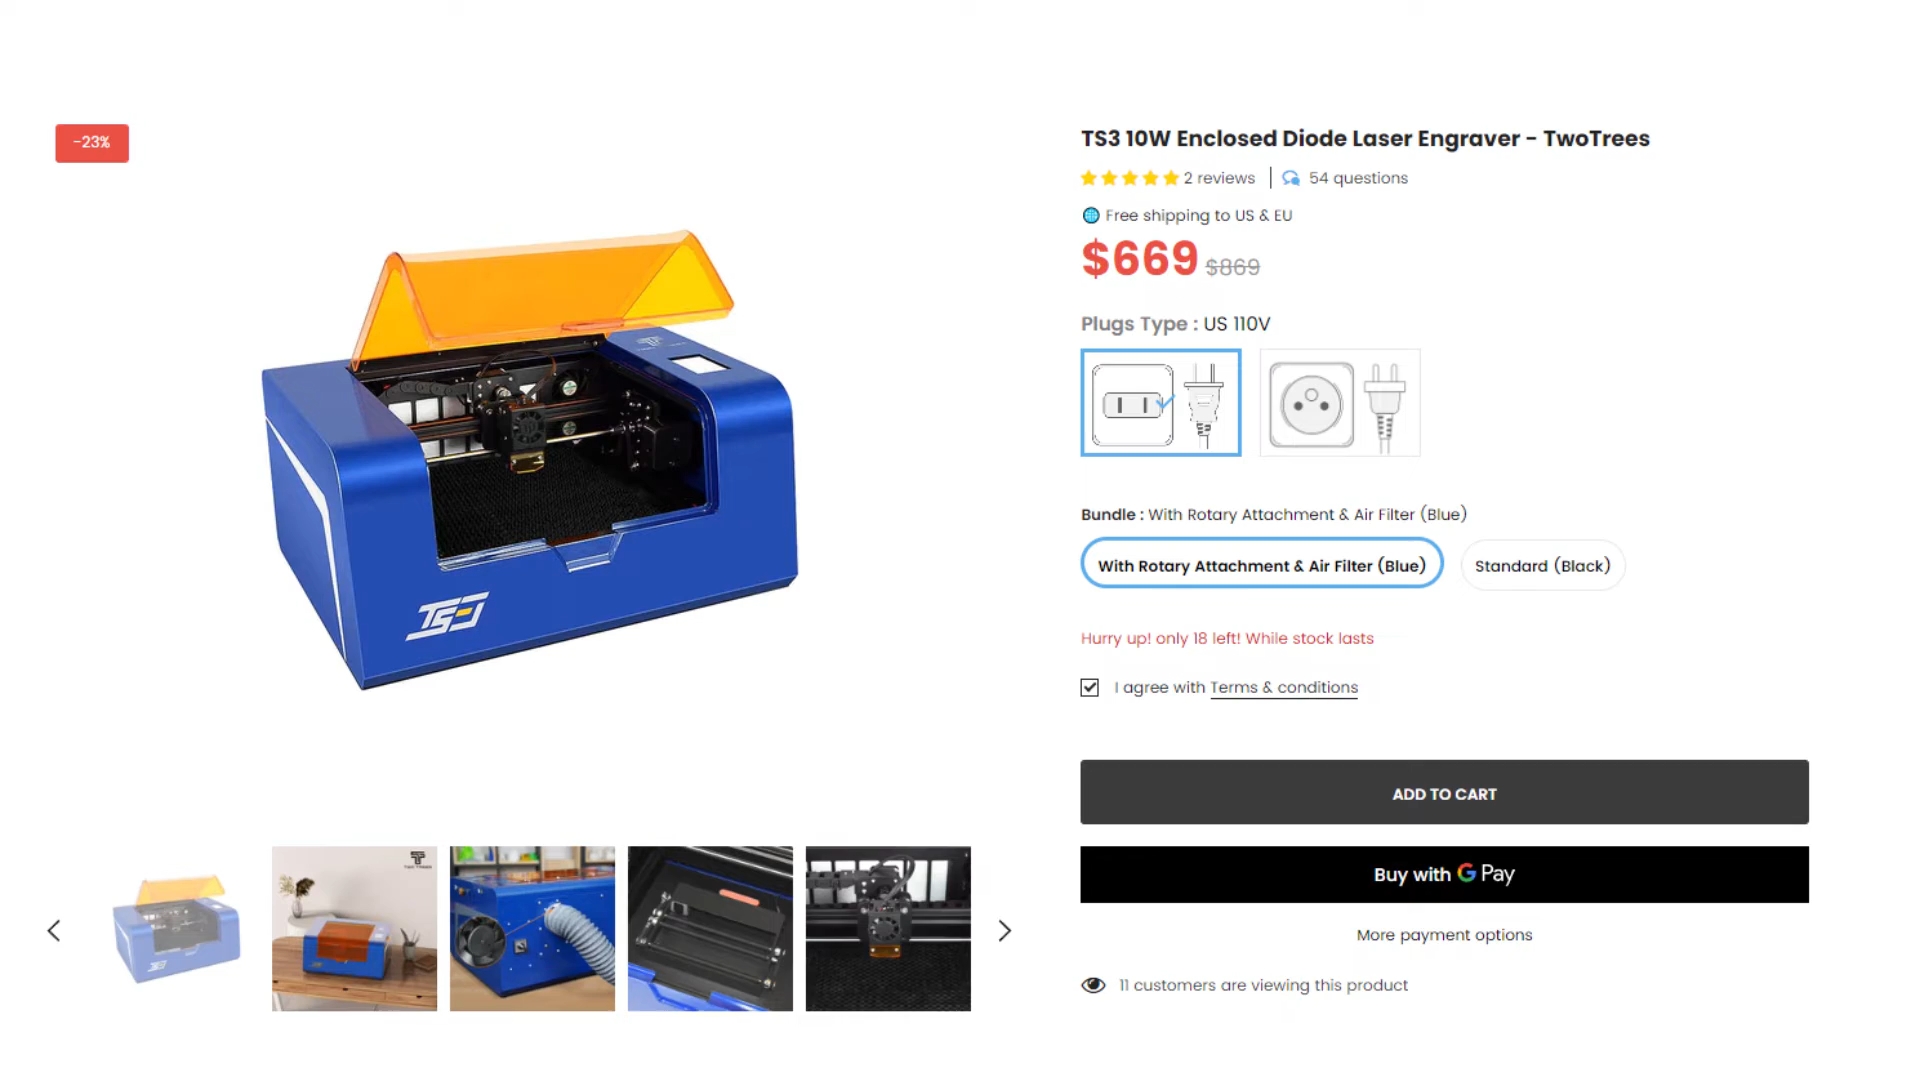 -23%
TS3
TS3 10W Enclosed Diode Laser Engraver - TwoTrees
2 reviews
54 questions
Free shipping to US & EU
$669 $869
Plugs Type : US 110V
Bundle : With Rotary Attachment & Air Filter (Blue)
With Rotary Attachment & Air Filter (Blue)
Standard (Black)
Hurry up! only 18 left! While stock lasts
I agree with Terms & conditions
ADD TO CART
Buy with G Pay
More payment options
11 customers are viewing this product